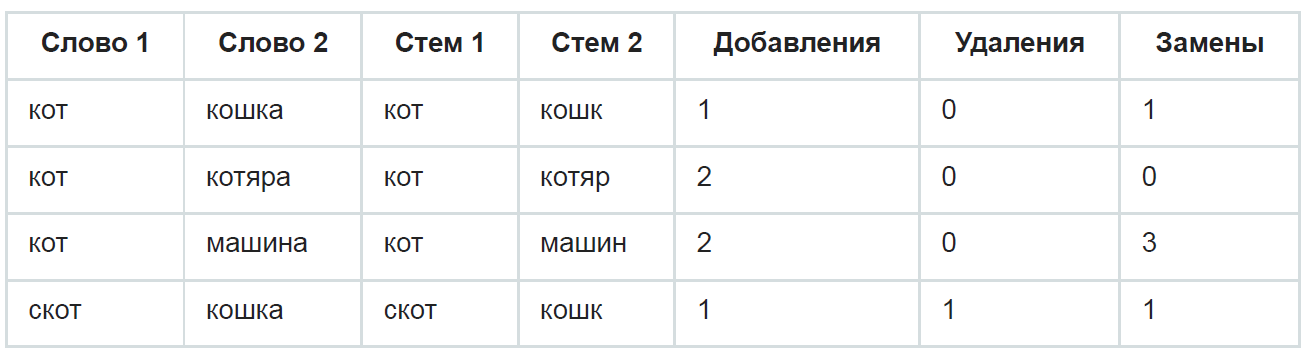 Слово 1 Слово 2 Стем 1 Стем 2 Добавления Удаления Замены
кот кошка кот кошк 1 0 1
кот котяра кот котяр 2 0 0
кот машина кот машин 2 0 3
скот кошка скот кошк 1 1 1